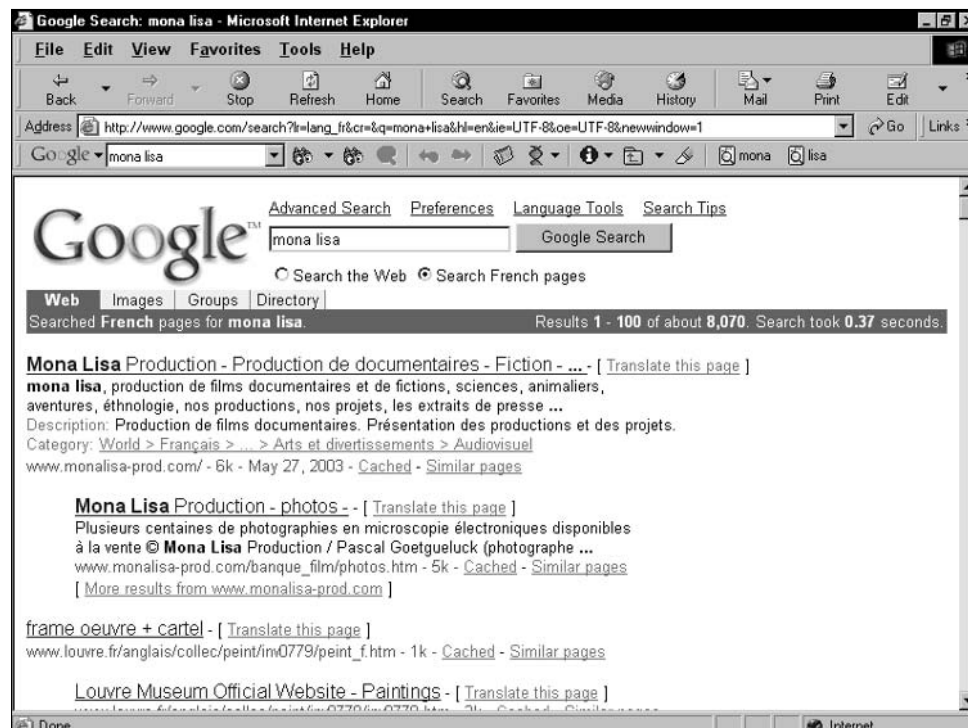 Google Search: mona lisa - Microsoft Internet Explorer
File Edit View Favorites Tools Help
Back Forward Stop Refresh Home Search Favorites Media History Mail Print Edit
Address http://www.google.com/search?lr=lang_fr&cr=&q=mona+lisa&hl=en&ie=UTF-8&oe=UTF-8&newwindow=1 Go Links
Google mona lisa mona lisa
Advanced Search Preferences Language Tools Search Tips
Google™ mona lisa Google Search
Search the Web Search French pages
Web Images Groups Directory
Searched French pages for mona lisa. Results 1 - 100 of about 8,070. Search took 0.37 seconds.
Mona Lisa Production - Production de documentaires - Fiction - ... - [ Translate this page ]
mona lisa, production de films documentaires et de fictions, sciences, animaliers,
aventures, éthnologie, nos productions, nos projets, les extraits de presse ...
Description: Production de films documentaires. Présentation des productions et des projets.
Category: World > Français > ... > Arts et divertissements > Audiovisuel
www.monalisa-prod.com/ - 6k - May 27, 2003 - Cached - Similar pages
Mona Lisa Production - photos - - [ Translate this page ]
Plusieurs centaines de photographies en microscopie électroniques disponibles
à la vente © Mona Lisa Production / Pascal Goetgueluck (photographe ...
www.monalisa-prod.com/banque_film/photos.htm - 5k - Cached - Similar pages
[ More results from www.monalisa-prod.com ]
frame oeuvre + cartel - [ Translate this page ]
www.louvre.fr/anglais/collec/peint/inv0779/peint_f.htm - 1k - Cached - Similar pages
Louvre Museum Official Website - Paintings - [ Translate this page ]
Done Internet